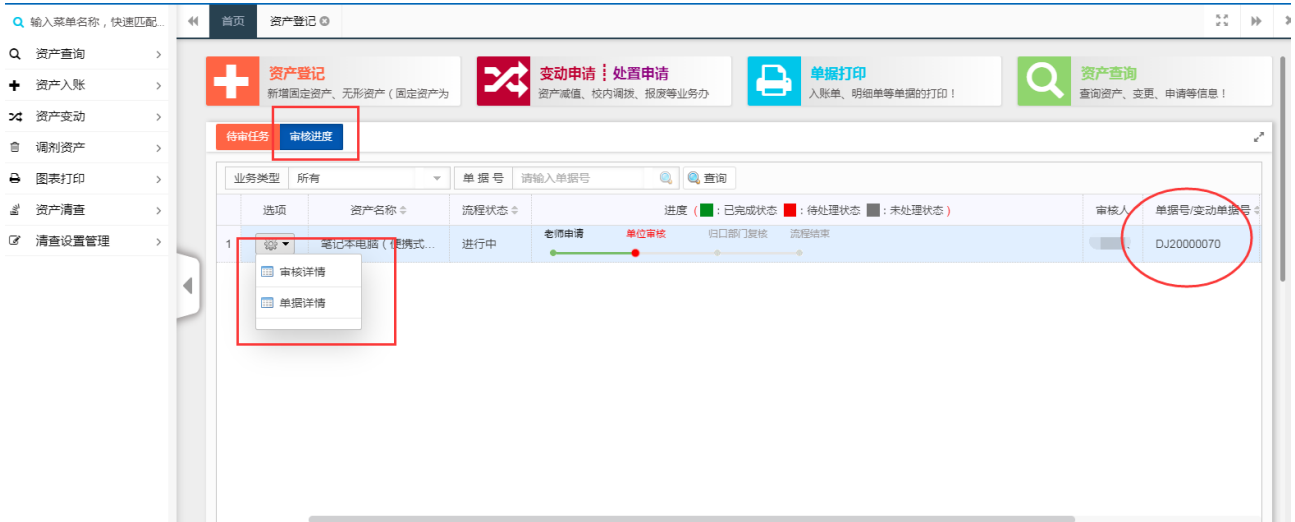 输入菜单名称，快速匹配...
首页
资产登记
资产查询
资产入账
资产变动
调剂资产
图表打印
资产清查
清查设置管理
资产登记
新增固定资产、无形资产（固定资产为
变动申请
处置申请
资产减值、校内调拨、报废等业务办
单据打印
入账单、明细单等单据的打印！
资产查询
查询资产、变更、申请等信息！
待审任务 审核进度
业务类型 所有 单 据 号 请输入单据号 查询
选项 资产名称 流程状态 进度（ ：已完成状态 ：待处理状态 ：未处理状态） 审核人 单据号/变动单据号
1 笔记本电脑（便携式... 进行中 老师申请 单位审核 归口部门复核 流程结束 DJ20000070
审核详情
单据详情